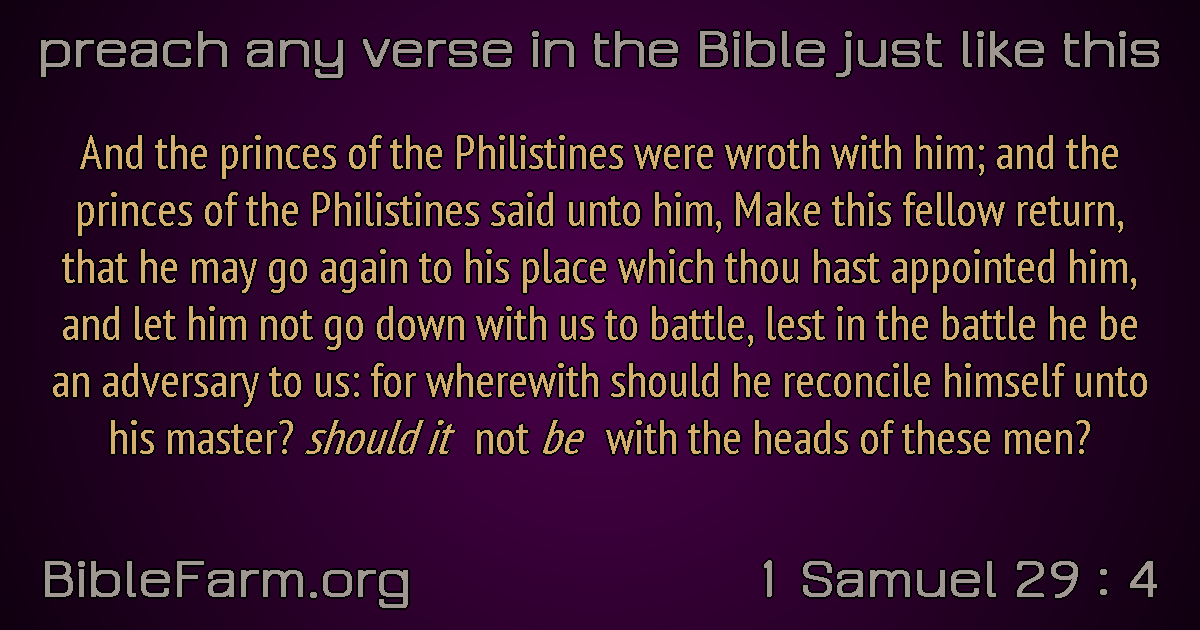 preach any verse in the Bible just like this
And the princes of the Philistines were wroth with him; and the
princes of the Philistines said unto him, Make this fellow return,
that he may go again to his place which thou hast appointed him,
and let him not go down with us to battle, lest in the battle he be
an adversary to us: for wherewith should he reconcile himself unto
his master? should it not be with the heads of these men?
BibleFarm.org
1 Samuel 29 : 4